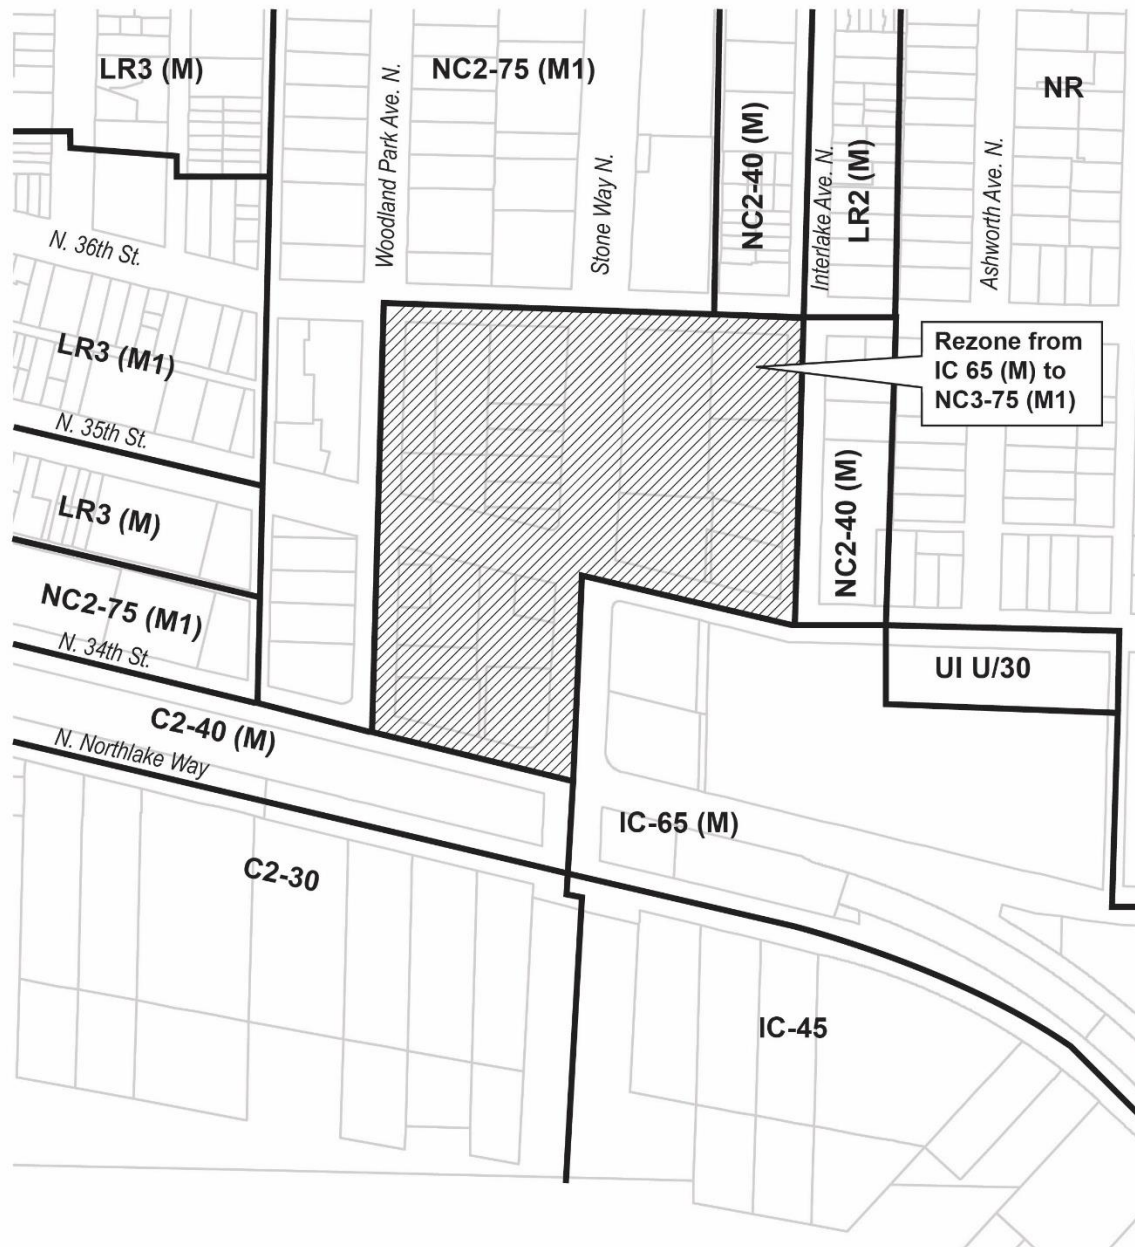 LR3 (M)
NC2-75 (M1)
NR
Woodland Park Ave. N.
Stone Way N.
NC2-40 (M)
Interlake Ave. N.
LR2 (M)
Ashworth Ave. N.
N. 36th St.
LR3 (M1)
Rezone from
IC 65 (M) to
NC3-75 (M1)
N. 35th St.
LR3 (M)
NC2-40 (M)
NC2-75 (M1)
N. 34th St.
UI U/30
C2-40 (M)
N. Northlake Way
IC-65 (M)
C2-30
IC-45